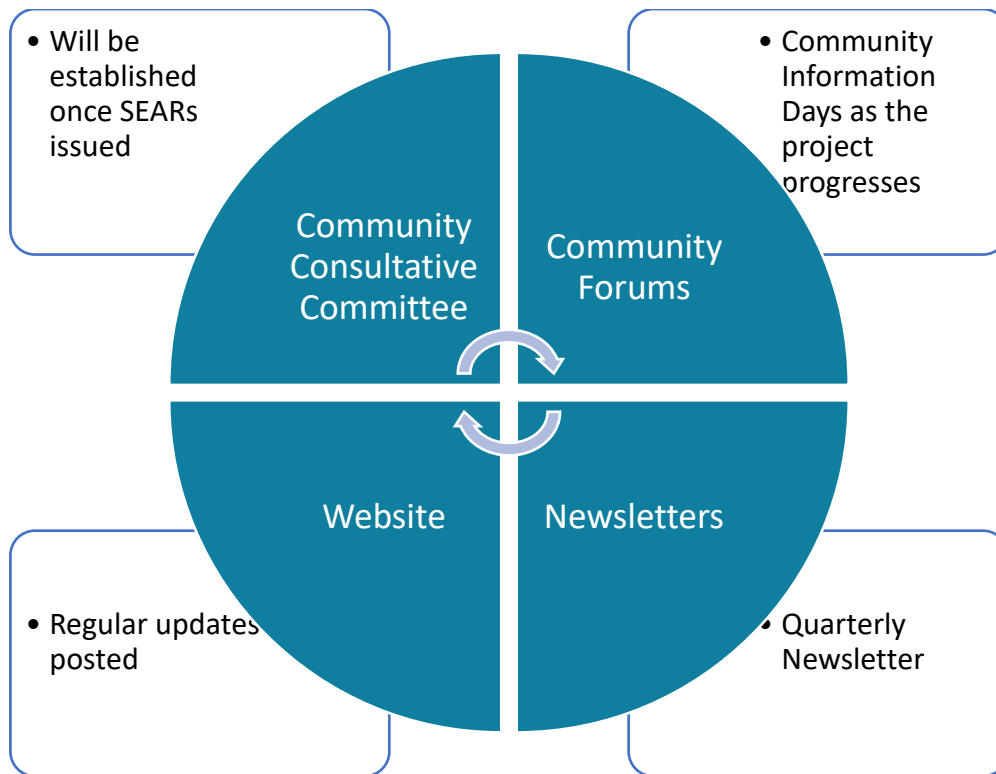 • Will be
established
once SEARs
issued
• Community
Information
Days as the
project
progresses
Community
Consultative
Committee
Community
Forums
Website
Newsletters
• Regular updates
posted
• Quarterly
Newsletter